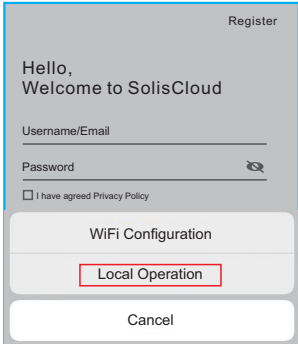 Register
Hello,
Welcome to SolisCloud
Username/Email
Password
I have agreed Privacy Policy
WiFi Configuration
Local Operation
Cancel